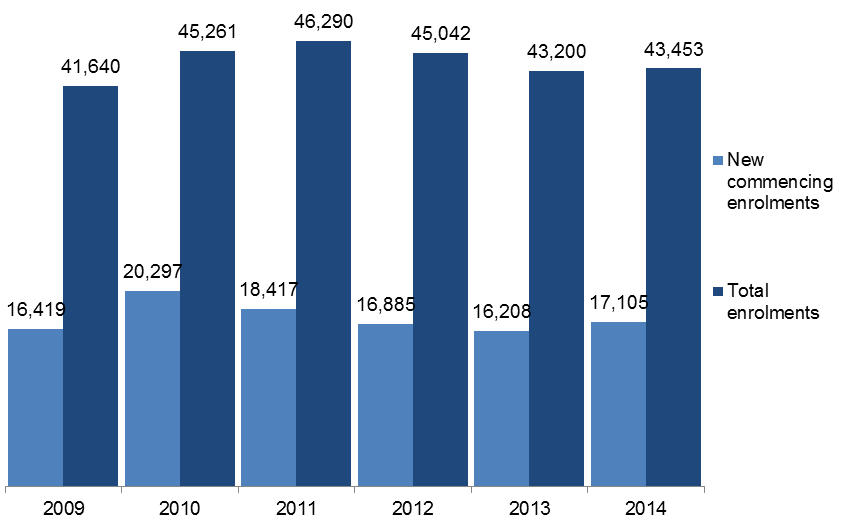 46,290
45,261
45,042
43,200
43,453
41,640
20,297
18,417
16,419
16,885
16,208
17,105
New
commencing
enrolments
Total
enrolments
2009 2010 2011 2012 2013 2014